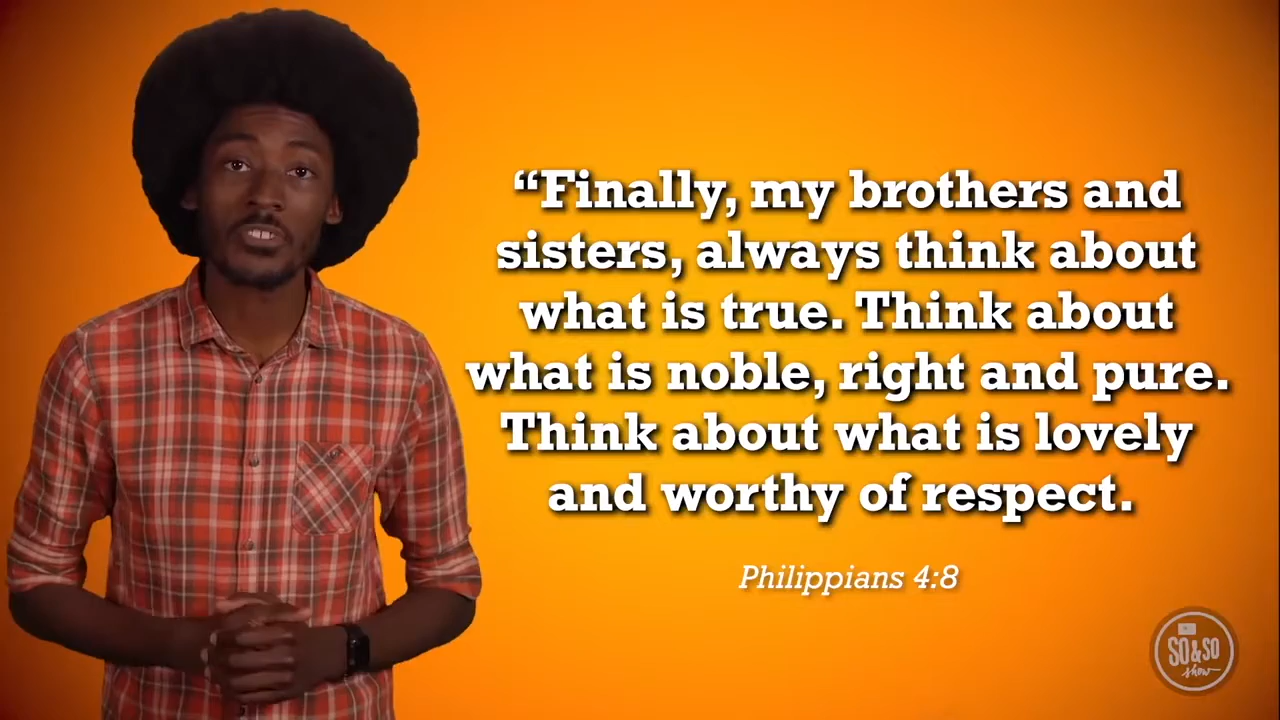 “Finally, my brothers and
sisters, always think about
what is true. Think about
what is noble, right and pure.
Think about what is lovely
and worthy of respect.
Philippians 4:8
SO & SO
show